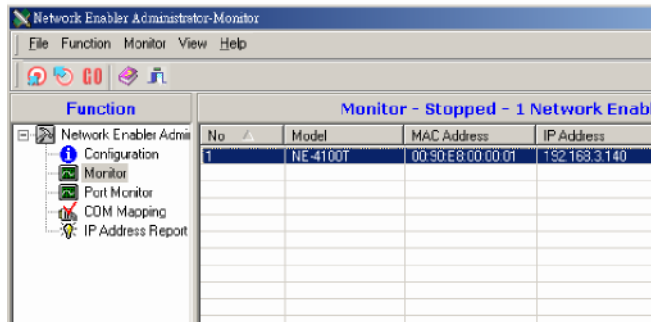 Network Enabler Administrator-Monitor
File Function Monitor View Help
GO
Function
Monitor - Stopped - 1 Network Enabl
Network Enabler Admir
No Model MAC Address IP Address
Configuration
1 NE-4100T 00:90:E8:00:00:01 192.168.3.140
Monitor
Port Monitor
COM Mapping
IP Address Report